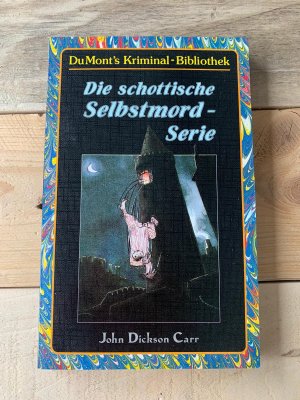 DuMont's Kriminal-Bibliothek
Die schottische
Selbstmord-
Serie
John Dickson Carr